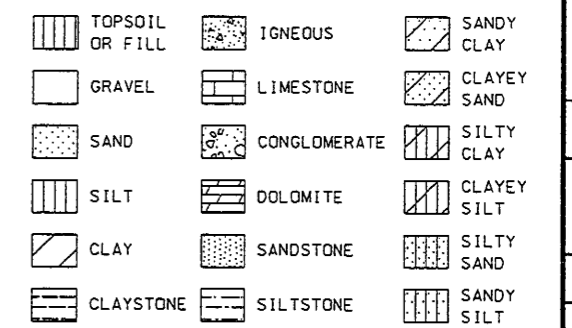 TOPSOIL
OR FILL
GRAVEL
SAND
SILT
CLAY
CLAYSTONE
IGNEOUS
LIMESTONE
CONGLOMERATE
DOLOMITE
SANDSTONE
SILTSTONE
SANDY
CLAY
CLAYEY
SAND
SILTY
CLAY
CLAYEY
SILT
SILTY
SAND
SANDY
SILT